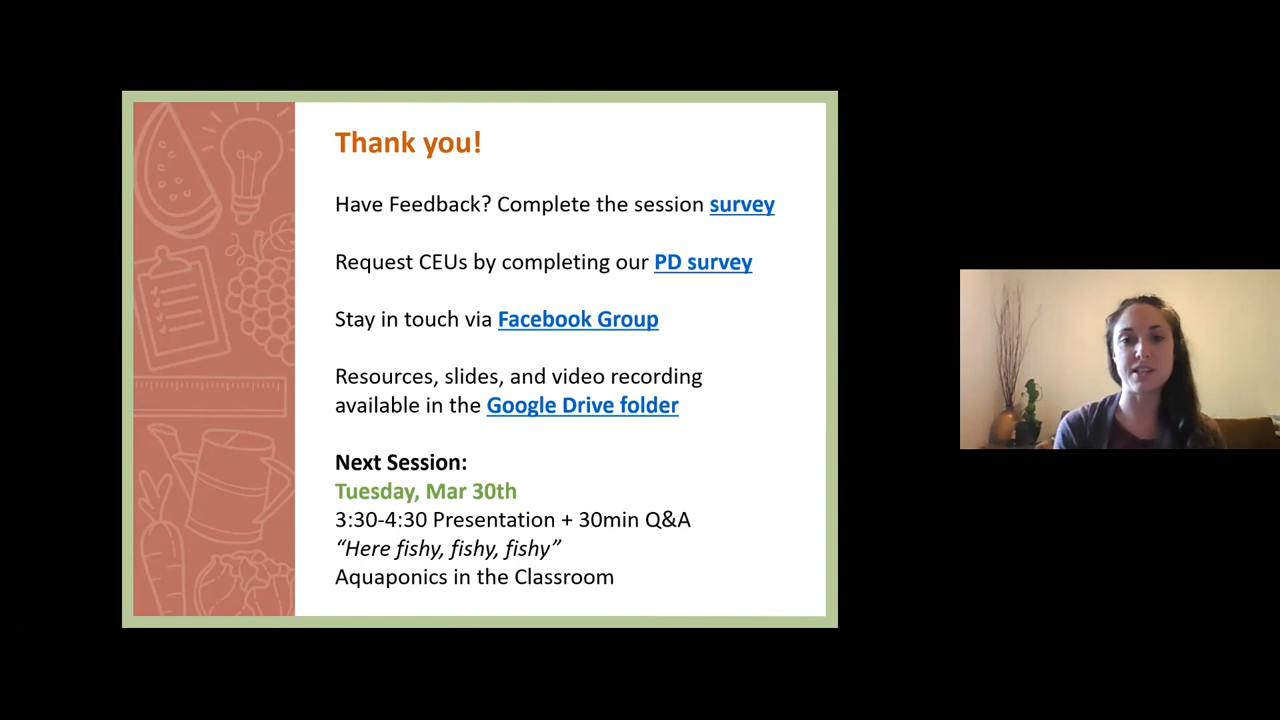 Thank you!
Have Feedback? Complete the session survey
Request CEUs by completing our PD survey
Stay in touch via Facebook Group
Resources, slides, and video recording
available in the Google Drive folder
Next Session:
Tuesday, Mar 30th
3:30-4:30 Presentation + 30min Q&A
“Here fishy, fishy, fishy”
Aquaponics in the Classroom